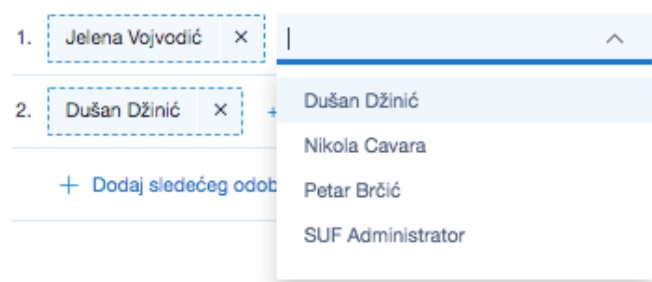 1. Jelena Vojvodić ×
2. Dušan Džinić × +
+ Dodaj sledećeg
Dušan Džinić
Nikola Cavara
Petar Brčić
SUF Administrator